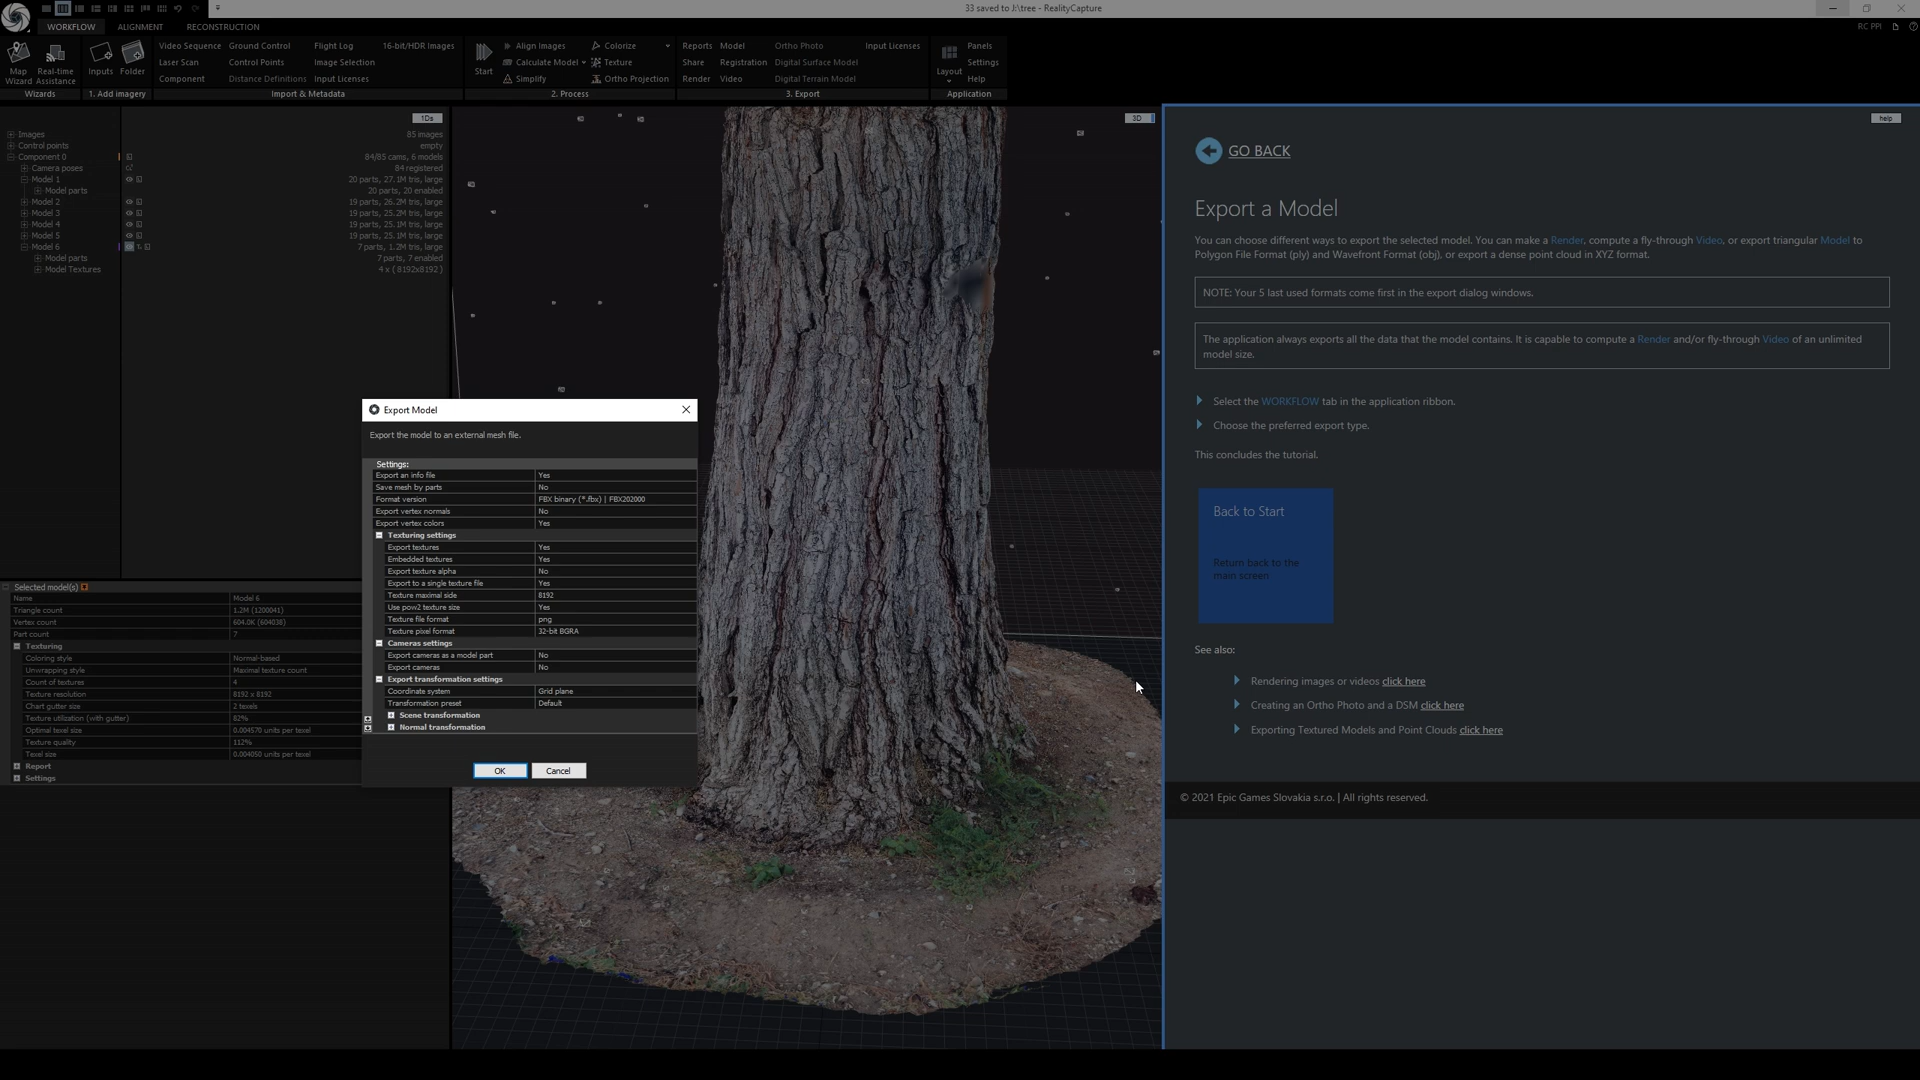 33 saved to J:\tree - RealityCapture
WORKFLOW
ALIGNMENT
RECONSTRUCTION
RC PPI
Map Wizard
Real-time Assistance
Wizards
Inputs
Folder
1. Add imagery
Video Sequence
Ground Control
Flight Log
16-bit/HDR Images
Laser Scan
Control Points
Image Selection
Component
Distance Definitions
Input Licenses
Import & Metadata
Start
Align Images
Colorize
Calculate Model
Texture
Simplify
Ortho Projection
2. Process
Reports
Model
Ortho Photo
Input Licenses
Share
Registration
Digital Surface Model
Render
Video
Digital Terrain Model
3. Export
Layout
Panels
Settings
Help
Application
1Ds
Images 85 images
Control points empty
Component 0 84/85 cams, 6 models
Camera poses 84 registered
Model 1 20 parts, 27.1M tris, large
Model parts 20 parts, 20 enabled
Model 2 19 parts, 26.2M tris, large
Model 3 19 parts, 25.2M tris, large
Model 4 19 parts, 25.1M tris, large
Model 5 19 parts, 25.1M tris, large
Model 6 7 parts, 1.2M tris, large
Model parts 7 parts, 7 enabled
Model Textures 4 x ( 8192x8192 )
Selected model(s)
Name Model 6
Triangle count 1.2M (1200041)
Vertex count 604.0K (604038)
Part count 7
Texturing
Coloring style Normal-based
Unwrapping style Maximal texture count
Count of textures 4
Texture resolution 8192 x 8192
Chart gutter size 2 texels
Texture utilization (with gutter) 82%
Optimal texel size 0.004570 units per texel
Texture quality 112%
Texel size 0.004050 units per texel
Report
Settings
3D
Export Model
Export the model to an external mesh file.
Settings:
Export an info file Yes
Save mesh by parts No
Format version FBX binary (*.fbx) | FBX202000
Export vertex normals No
Export vertex colors Yes
Texturing settings
Export textures Yes
Embedded textures Yes
Export texture alpha No
Export to a single texture file Yes
Texture maximal side 8192
Use pow2 texture size Yes
Texture file format png
Texture pixel format 32-bit BGRA
Cameras settings
Export cameras as a model part No
Export cameras No
Export transformation settings
Coordinate system Grid plane
Transformation preset Default
Scene transformation
Normal transformation
OK
Cancel
help
GO BACK
Export a Model
You can choose different ways to export the selected model. You can make a Render, compute a fly-through Video, or export triangular Model to
Polygon File Format (ply) and Wavefront Format (obj), or export a dense point cloud in XYZ format.
NOTE: Your 5 last used formats come first in the export dialog windows.
The application always exports all the data that the model contains. It is capable to compute a Render and/or fly-through Video of an unlimited
model size.
Select the WORKFLOW tab in the application ribbon.
Choose the preferred export type.
This concludes the tutorial.
Back to Start
Return back to the
main screen
See also:
Rendering images or videos click here
Creating an Ortho Photo and a DSM click here
Exporting Textured Models and Point Clouds click here
© 2021 Epic Games Slovakia s.r.o. | All rights reserved.